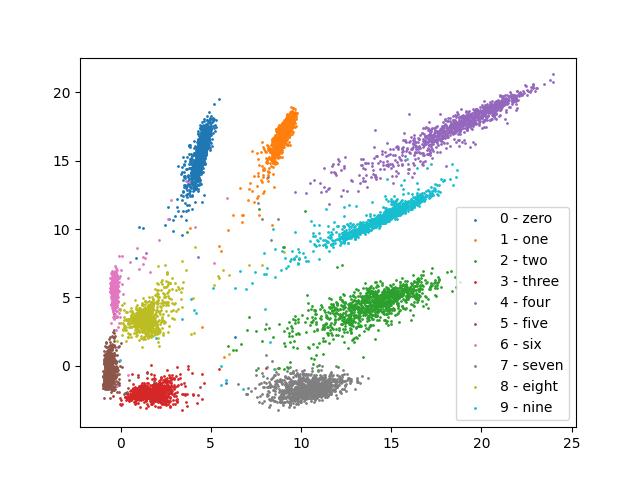 20
15
10
5
0
0 - zero
1 - one
2 - two
3 - three
4 - four
5 - five
6 - six
7 - seven
8 - eight
9 - nine
0 5 10 15 20 25